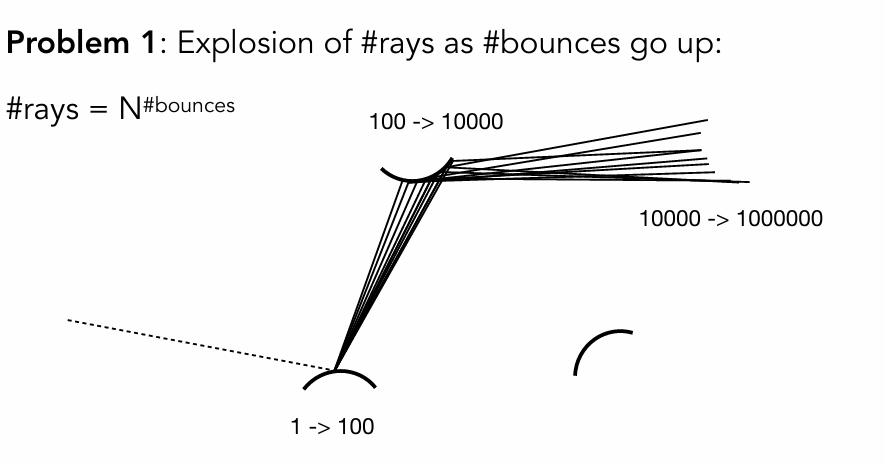 Problem 1: Explosion of #rays as #bounces go up:
#rays = N#bounces
100 -> 10000
10000 -> 1000000
1 -> 100